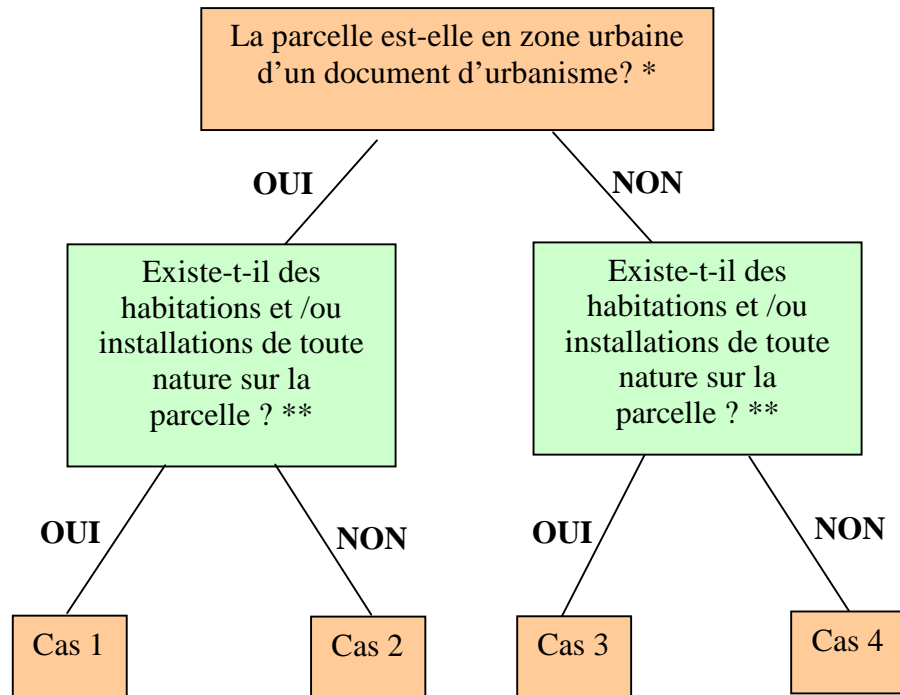 La parcelle est-elle en zone urbaine
d'un document d'urbanisme? *
OUI
NON
Existe-t-il des
habitations et /ou
installations de toute
nature sur la
parcelle ? **
Existe-t-il des
habitations et /ou
installations de toute
nature sur la
parcelle ? **
OUI
NON
OUI
NON
Cas 1
Cas 2
Cas 3
Cas 4